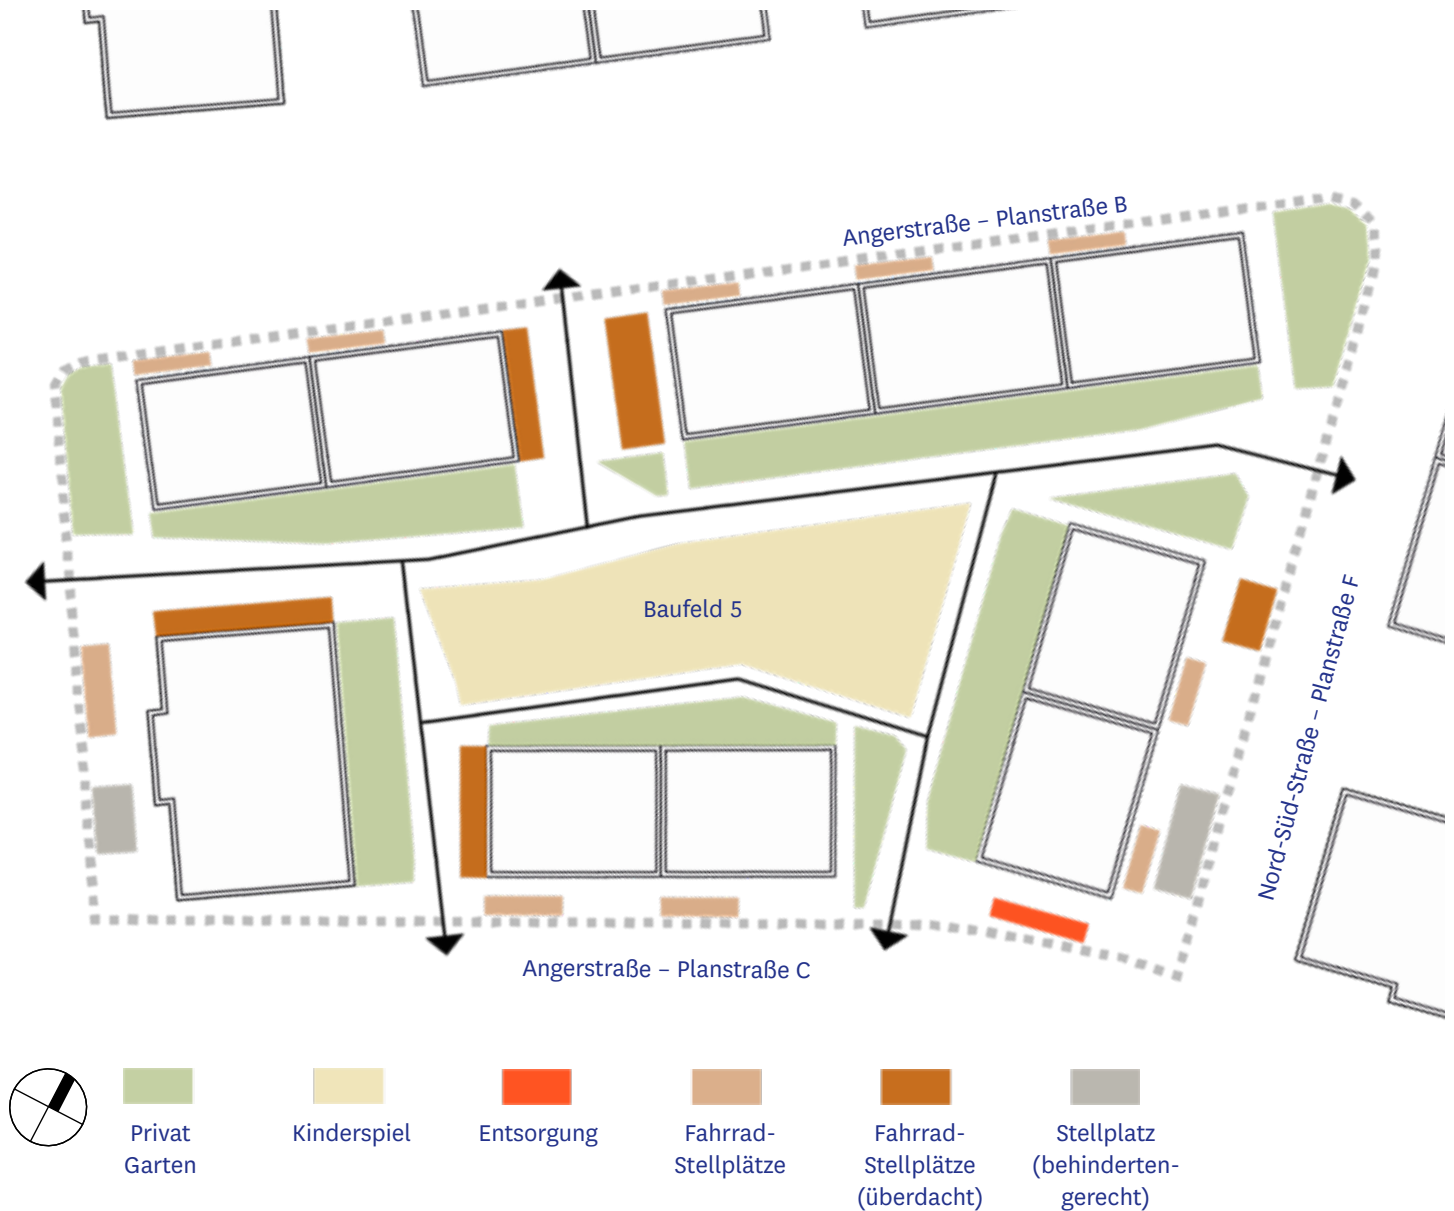 Angerstraße – Planstraße B
Baufeld 5
Nord-Süd-Straße – Planstraße F
Angerstraße – Planstraße C
Privat
Garten
Kinderspiel
Entsorgung
Fahrrad-
Stellplätze
Fahrrad-
Stellplätze
(überdacht)
Stellplatz
(behinderten-
gerecht)